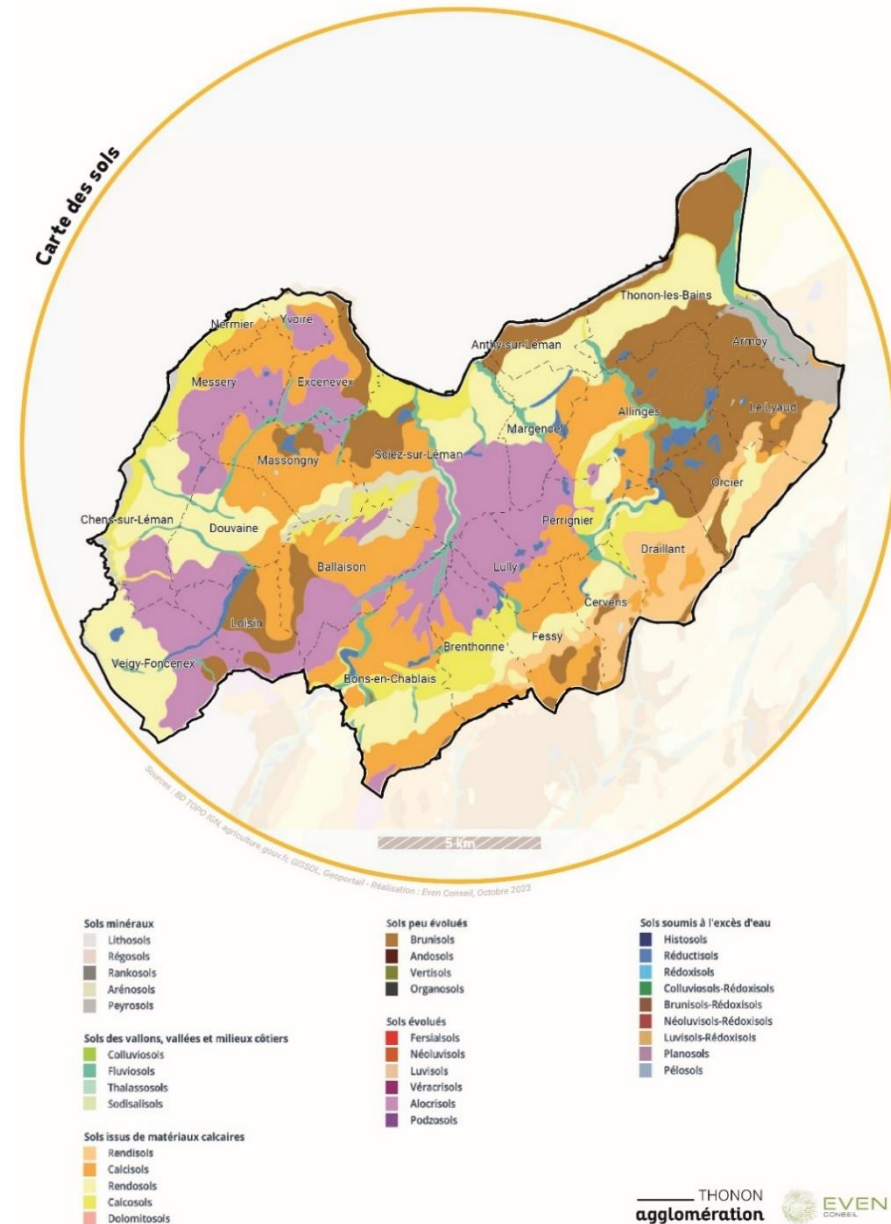 Carte des sols
Thonon-les-Bains
Nernier
Yvoire
Anthy-sur-Léman
Armoy
Messery
Excenevex
Allinges
Le Lyaud
Margence
Massongny
Sciez-sur-Léman
Orcier
Chens-sur-Léman
Douvaine
Perrignier
Draillant
Ballaison
Lully
Cervens
Loisin
Fessy
Brenthonne
Veigy-Foncenex
Bons-en-Chablais
5 km
Sources : BD TOPO IGN, agriculture.gouv.fr, GISSOL, Géoportail - Réalisation : Even Conseil, Octobre 2023
Sols minéraux
Lithosols
Régosols
Rankosols
Arénosols
Peyrosols
Sols des vallons, vallées et milieux côtiers
Colluviosols
Fluviosols
Thalassosols
Sodisalisols
Sols issus de matériaux calcaires
Rendisols
Calcisols
Rendosols
Calcosols
Dolomitosols
Sols peu évolués
Brunisols
Andosols
Vertisols
Organosols
Sols évolués
Fersialsols
Néoluvisols
Luvisols
Véracrisols
Alocrisols
Podzosols
Sols soumis à l'excès d'eau
Histosols
Réductisols
Rédoxisols
Colluviosols-Rédoxisols
Brunisols-Rédoxisols
Néoluvisols-Rédoxisols
Luvisols-Rédoxisols
Planosols
Pélosols
THONON
agglomération
EVEN
CONSEIL